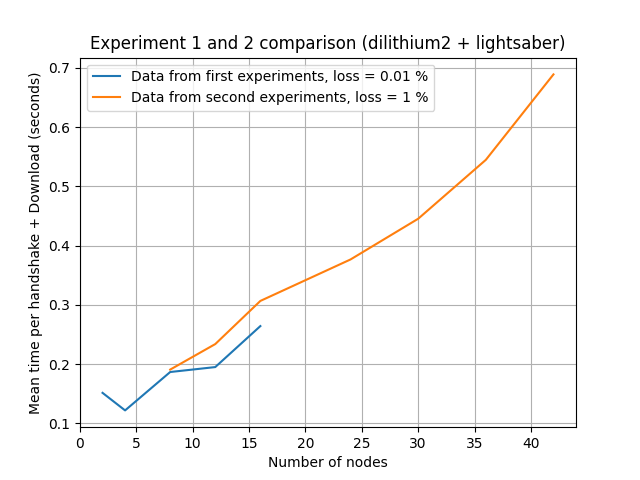 Experiment 1 and 2 comparison (dilithium2 + lightsaber)
Data from first experiments, loss = 0.01 %
Data from second experiments, loss = 1 %
Mean time per handshake + Download (seconds)
0.7
0.6
0.5
0.4
0.3
0.2
0.1
0 5 10 15 20 25 30 35 40
Number of nodes